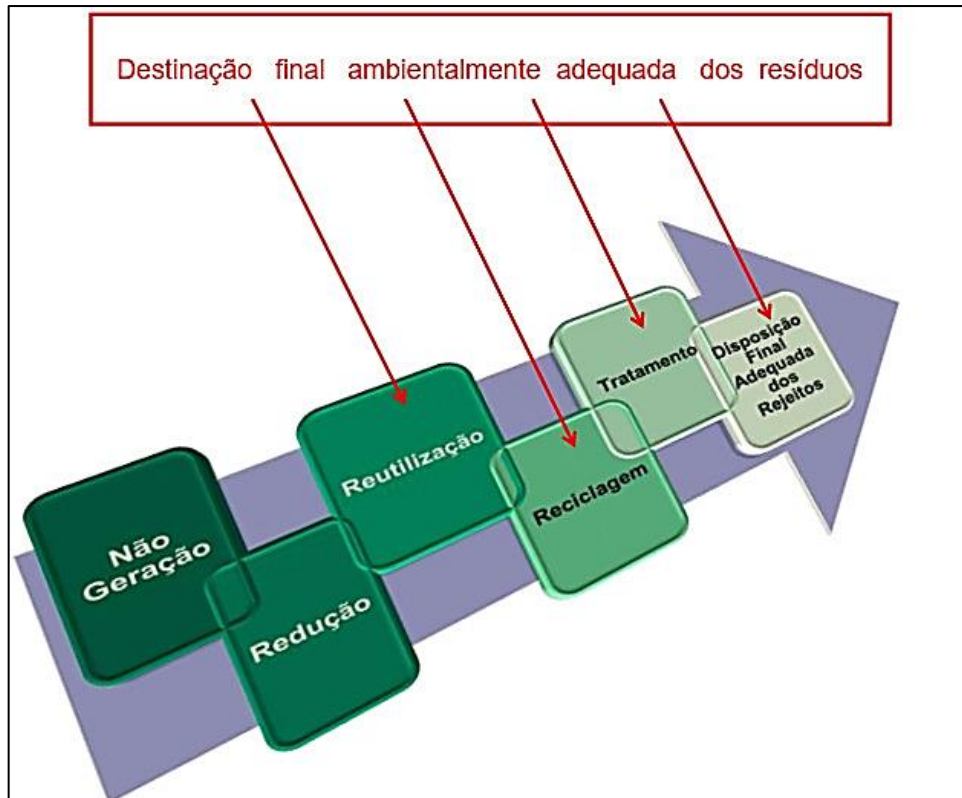 Destinação final ambientalmente adequada dos resíduos
Não
Geração
Redução
Reutilização
Reciclagem
Tratamento
Disposição
Final
Adequada
dos
Rejeitos